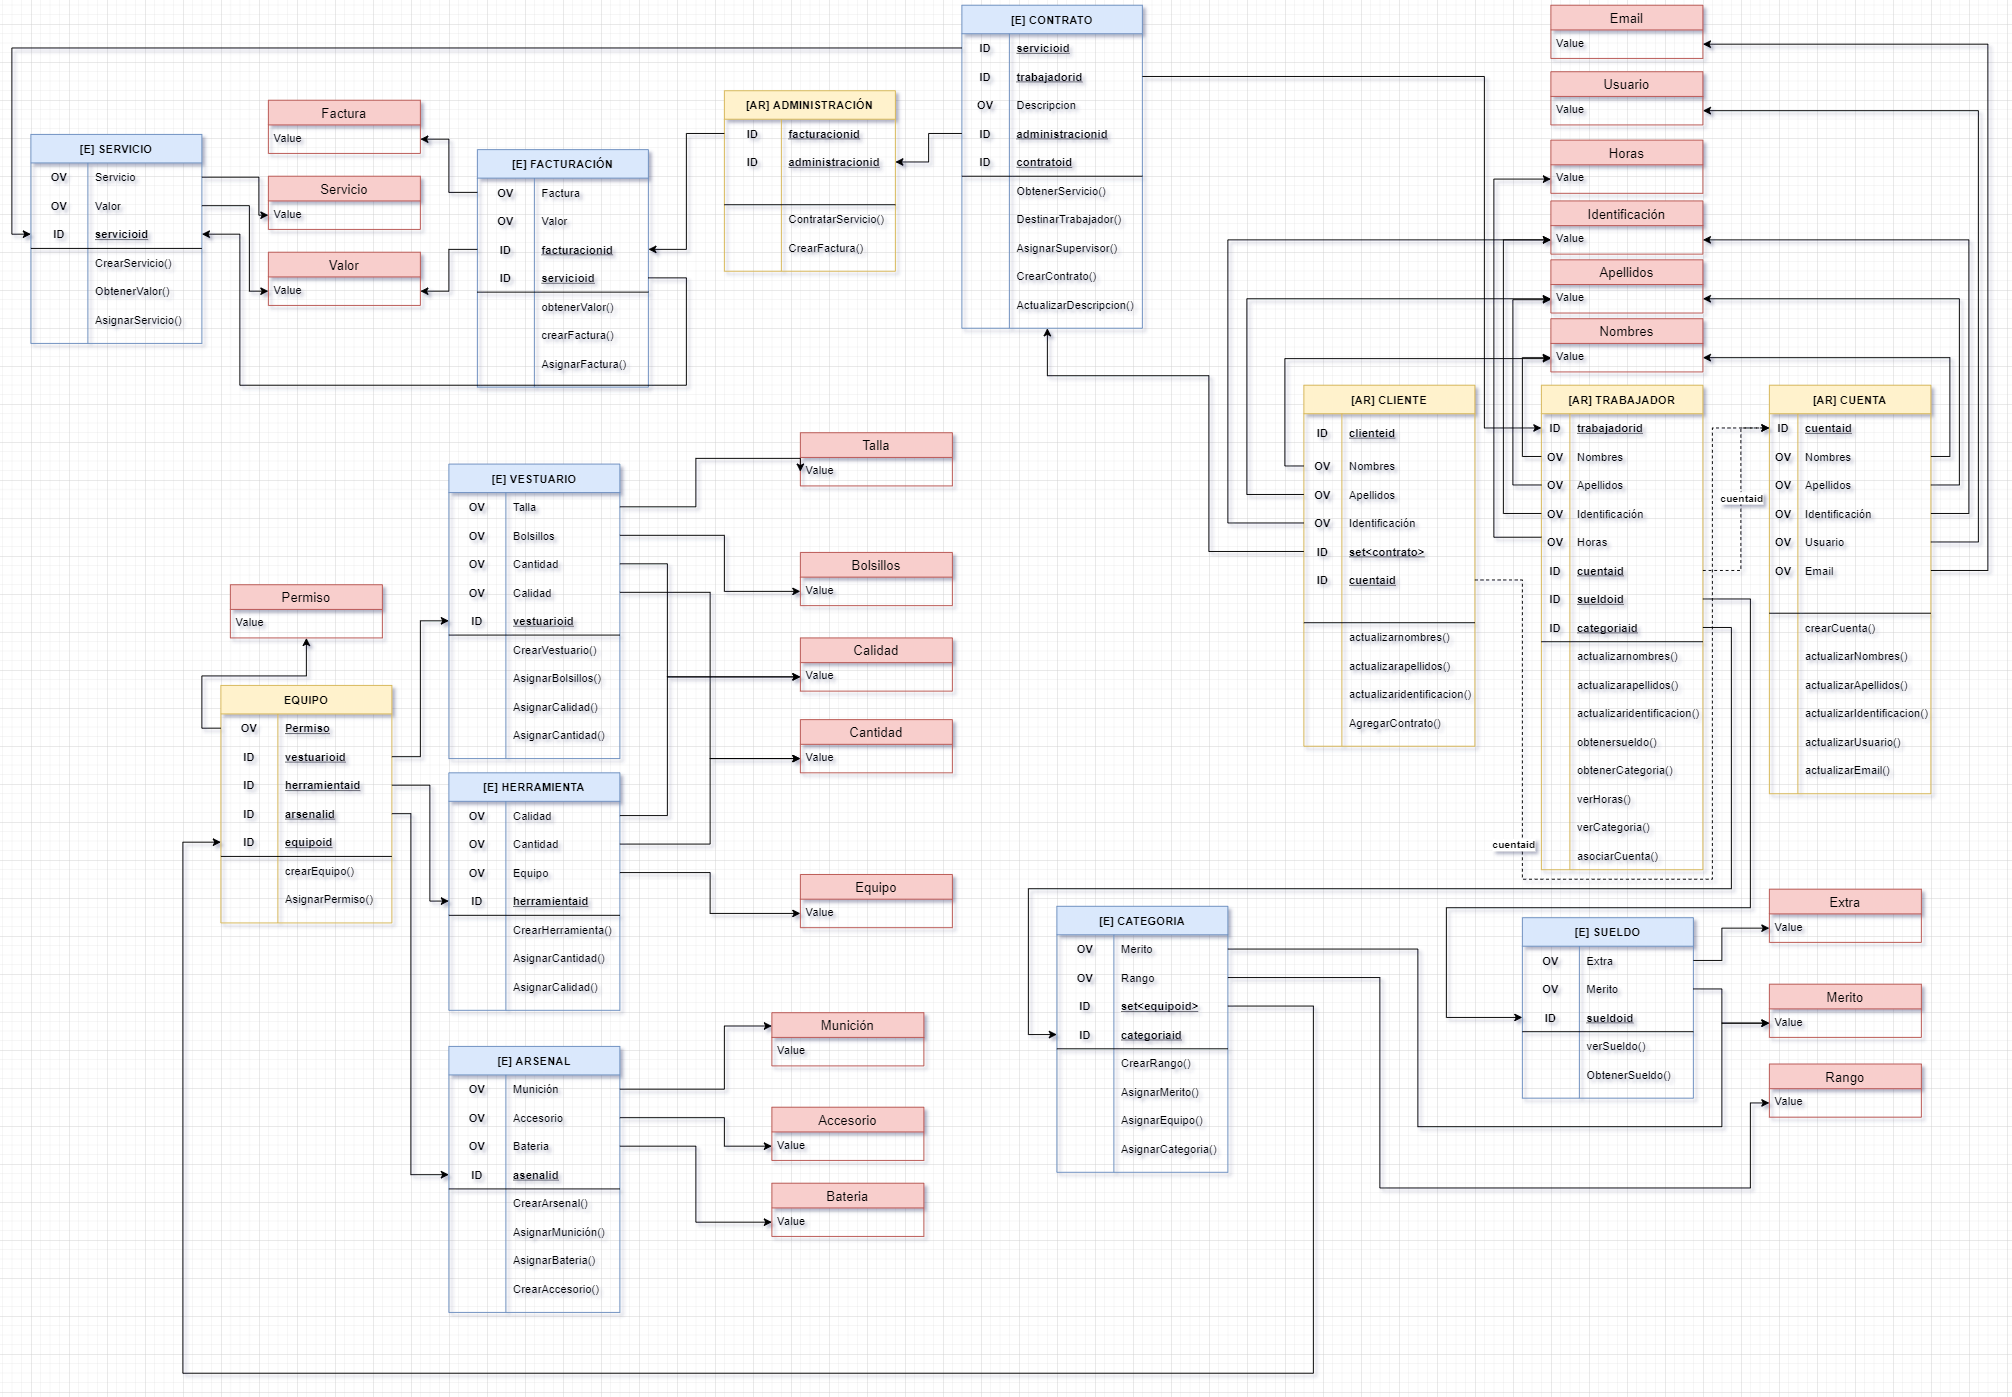 [E] CONTRATO
ID servicioid
ID trabajadorid
OV Descripcion
ID administracionid
ID contratoid
ObtenerServicio()
DestinarTrabajador()
AsignarSupervisor()
CrearContrato()
ActualizarDescripcion()
Email
Value
Usuario
Value
Horas
Value
Identificación
Value
Apellidos
Value
Nombres
Value
[AR] ADMINISTRACIÓN
ID facturacionid
ID administracionid
ContratarServicio()
CrearFactura()
Factura
Value
Servicio
Value
Valor
Value
[E] SERVICIO
OV Servicio
OV Valor
ID servicioid
CrearServicio()
ObtenerValor()
AsignarServicio()
[E] FACTURACIÓN
OV Factura
OV Valor
ID facturacionid
ID servicioid
obtenerValor()
crearFactura()
AsignarFactura()
[AR] CLIENTE
ID clienteid
OV Nombres
OV Apellidos
OV Identificación
ID set<contrato>
ID cuentaid
actualizarnombres()
actualizarapellidos()
actualizaridentificacion()
AgregarContrato()
[AR] TRABAJADOR
ID trabajadorid
OV Nombres
OV Apellidos
OV Identificación
OV Horas
ID cuentaid
ID sueldoid
ID categoriaid
actualizarnombres()
actualizarapellidos()
actualizaridentificacion()
obtenersueldo()
obtenerCategoria()
verHoras()
verCategoria()
asociarCuenta()
cuentaid
cuentaid
[AR] CUENTA
ID cuentaid
OV Nombres
OV Apellidos
OV Identificación
OV Usuario
OV Email
crearCuenta()
actualizarNombres()
actualizarApellidos()
actualizarIdentificacion()
actualizarUsuario()
actualizarEmail()
[E] VESTUARIO
OV Talla
OV Bolsillos
OV Cantidad
OV Calidad
ID vestuarioid
CrearVestuario()
AsignarBolsillos()
AsignarCalidad()
AsignarCantidad()
Talla
Value
Bolsillos
Value
Calidad
Value
Cantidad
Value
Equipo
Value
Permiso
Value
EQUIPO
OV Permiso
ID vestuarioid
ID herramientaid
ID arsenalid
ID equipoid
crearEquipo()
AsignarPermiso()
[E] HERRAMIENTA
OV Calidad
OV Cantidad
OV Equipo
ID herramientaid
CrearHerramienta()
AsignarCantidad()
AsignarCalidad()
[E] ARSENAL
OV Munición
OV Accesorio
OV Bateria
ID asenalid
CrearArsenal()
AsignarMunición()
AsignarBateria()
CrearAccesorio()
Munición
Value
Accesorio
Value
Bateria
Value
[E] CATEGORIA
OV Merito
OV Rango
ID set<equipoid>
ID categoriaid
CrearRango()
AsignarMerito()
AsignarEquipo()
AsignarCategoria()
[E] SUELDO
OV Extra
OV Merito
ID sueldoid
verSueldo()
ObtenerSueldo()
Extra
Value
Merito
Value
Rango
Value